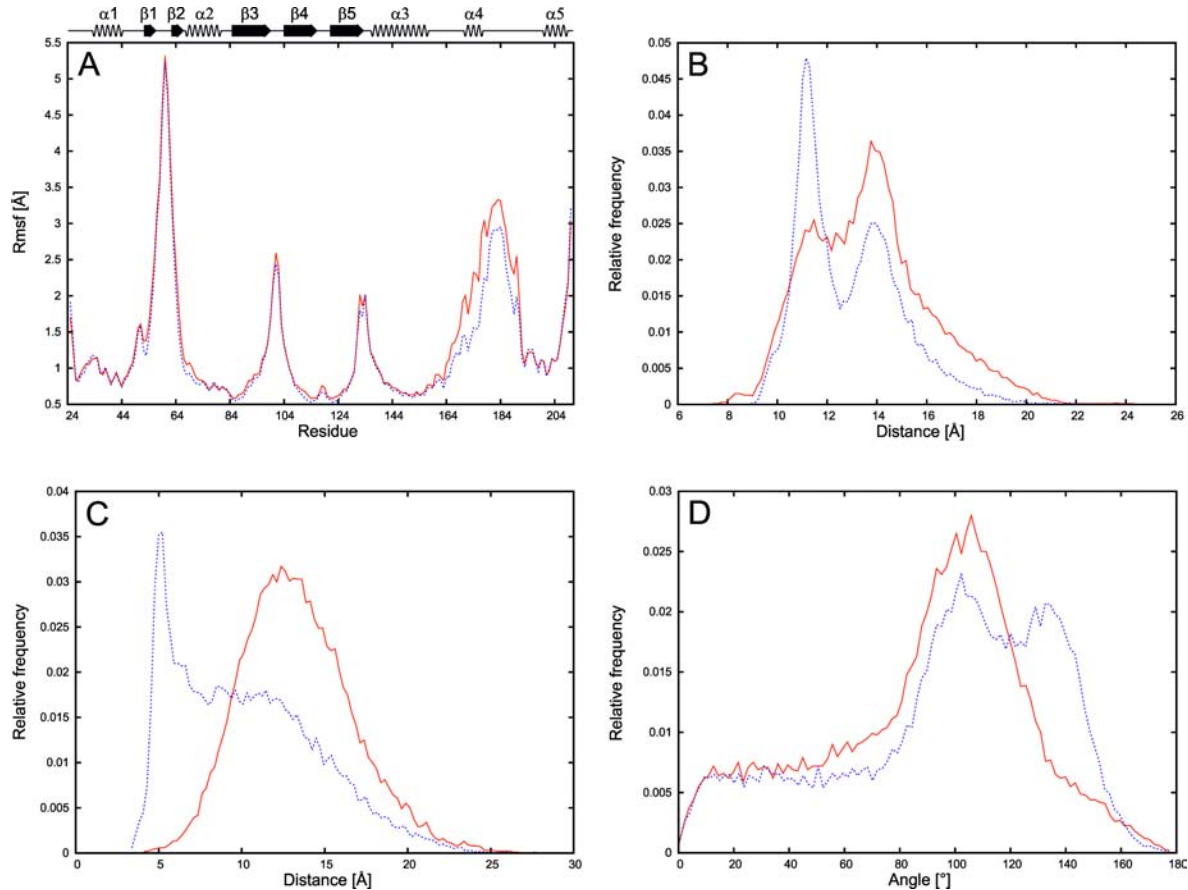 α1 β1 β2 α2 β3 β4 β5 α3 α4 α5
A
5.5
5
4.5
4
3.5
3
2.5
2
1.5
1
0.5
Rmsf [Å]
24 44 64 84 104 124 144 164 184 204
Residue
B
0.05
0.045
0.04
0.035
0.03
0.025
0.02
0.015
0.01
0.005
0
Relative frequency
6 8 10 12 14 16 18 20 22 24 26
Distance [Å]
C
0.04
0.035
0.03
0.025
0.02
0.015
0.01
0.005
0
Relative frequency
0 5 10 15 20 25 30
Distance [Å]
D
0.03
0.025
0.02
0.015
0.01
0.005
0
Relative frequency
0 20 40 60 80 100 120 140 160 180
Angle [°]